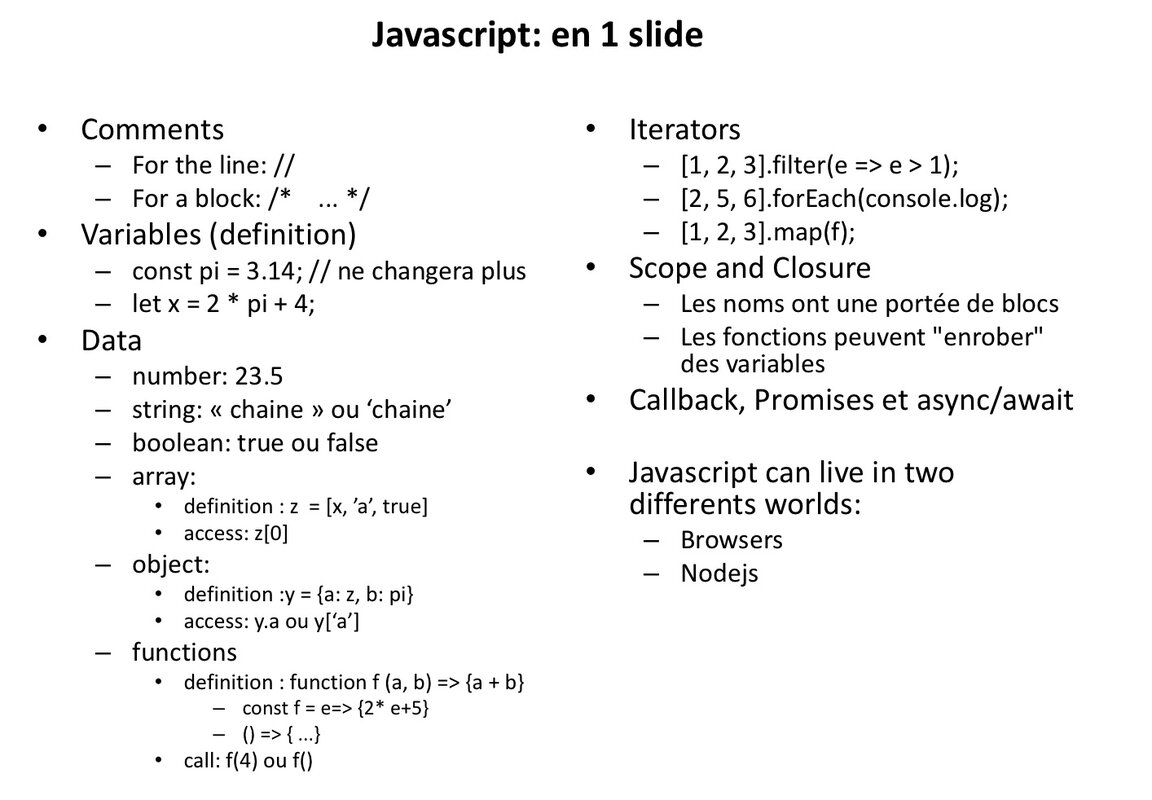 Javascript: en 1 slide
• Comments
– For the line: //
– For a block: /* ... */
• Variables (definition)
– const pi = 3.14; // ne changera plus
– let x = 2 * pi + 4;
• Data
– number: 23.5
– string: « chaine » ou ‘chaine’
– boolean: true ou false
– array:
• definition : z = [x, ’a’, true]
• access: z[0]
– object:
• definition :y = {a: z, b: pi}
• access: y.a ou y[‘a’]
– functions
• definition : function f (a, b) => {a + b}
– const f = e=> {2* e+5}
– () => { ...}
• call: f(4) ou f()
• Iterators
– [1, 2, 3].filter(e => e > 1);
– [2, 5, 6].forEach(console.log);
– [1, 2, 3].map(f);
• Scope and Closure
– Les noms ont une portée de blocs
– Les fonctions peuvent "enrober"
des variables
• Callback, Promises et async/await
• Javascript can live in two
differents worlds:
– Browsers
– Nodejs